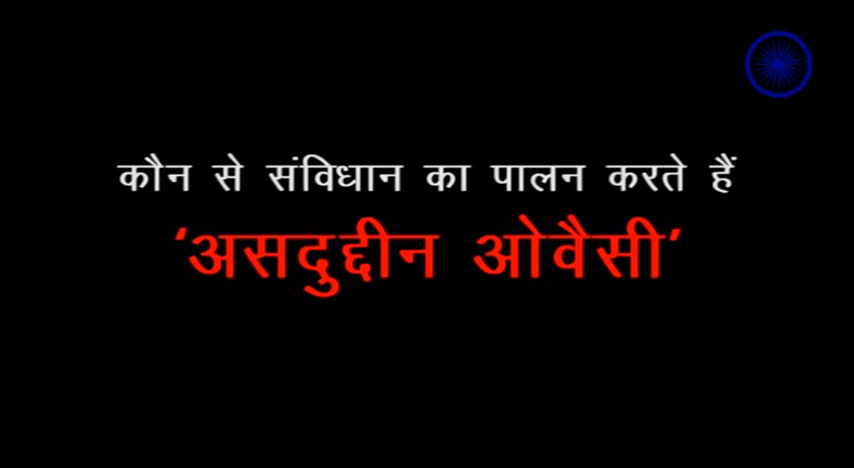 कौन से संविधान का पालन करते हैं
'असदुद्दीन ओवैसी'